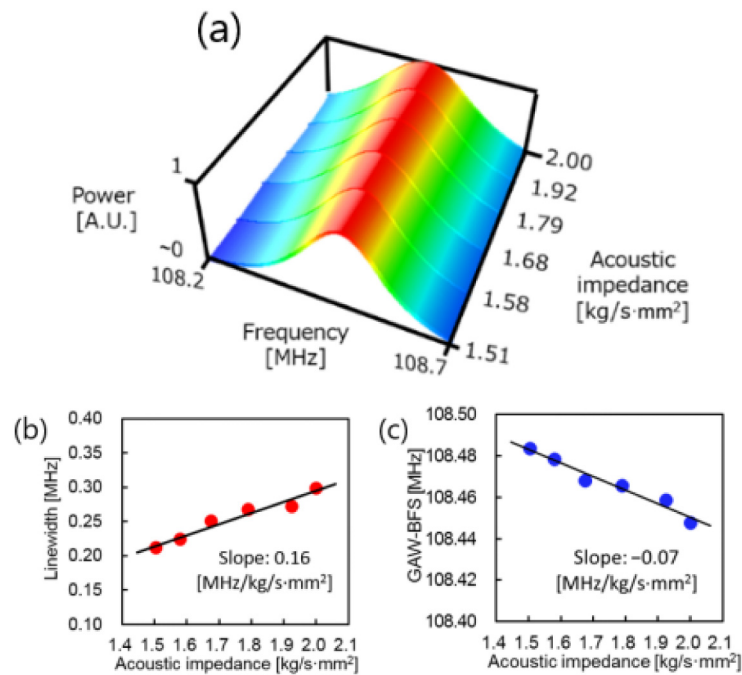 (a)
1
Power
[A.U.]
~0
108.2
Frequency
[MHz]
108.7
2.00
1.92
1.79
1.68
1.58
1.51
Acoustic
impedance
[kg/s·mm²]
(b)
0.40
0.35
0.30
0.25
0.20
0.15
0.10
Linewidth [MHz]
Slope: 0.16
[MHz/kg/s·mm²]
1.4 1.5 1.6 1.7 1.8 1.9 2.0 2.1
Acoustic impedance [kg/s·mm²]
(c)
108.50
108.48
108.46
108.44
108.42
108.40
GAW-BFS [MHz]
Slope: −0.07
[MHz/kg/s·mm²]
1.4 1.5 1.6 1.7 1.8 1.9 2.0 2.1
Acoustic impedance [kg/s·mm²]